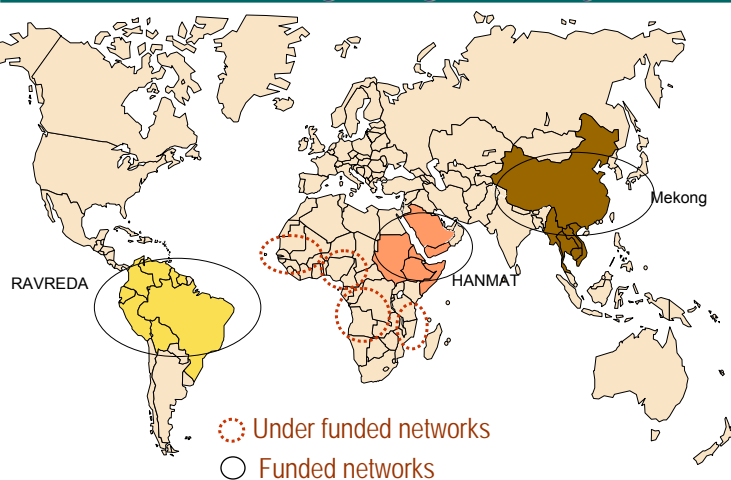 Mekong
RAVREDA
HANMAT
Under funded networks
Funded networks